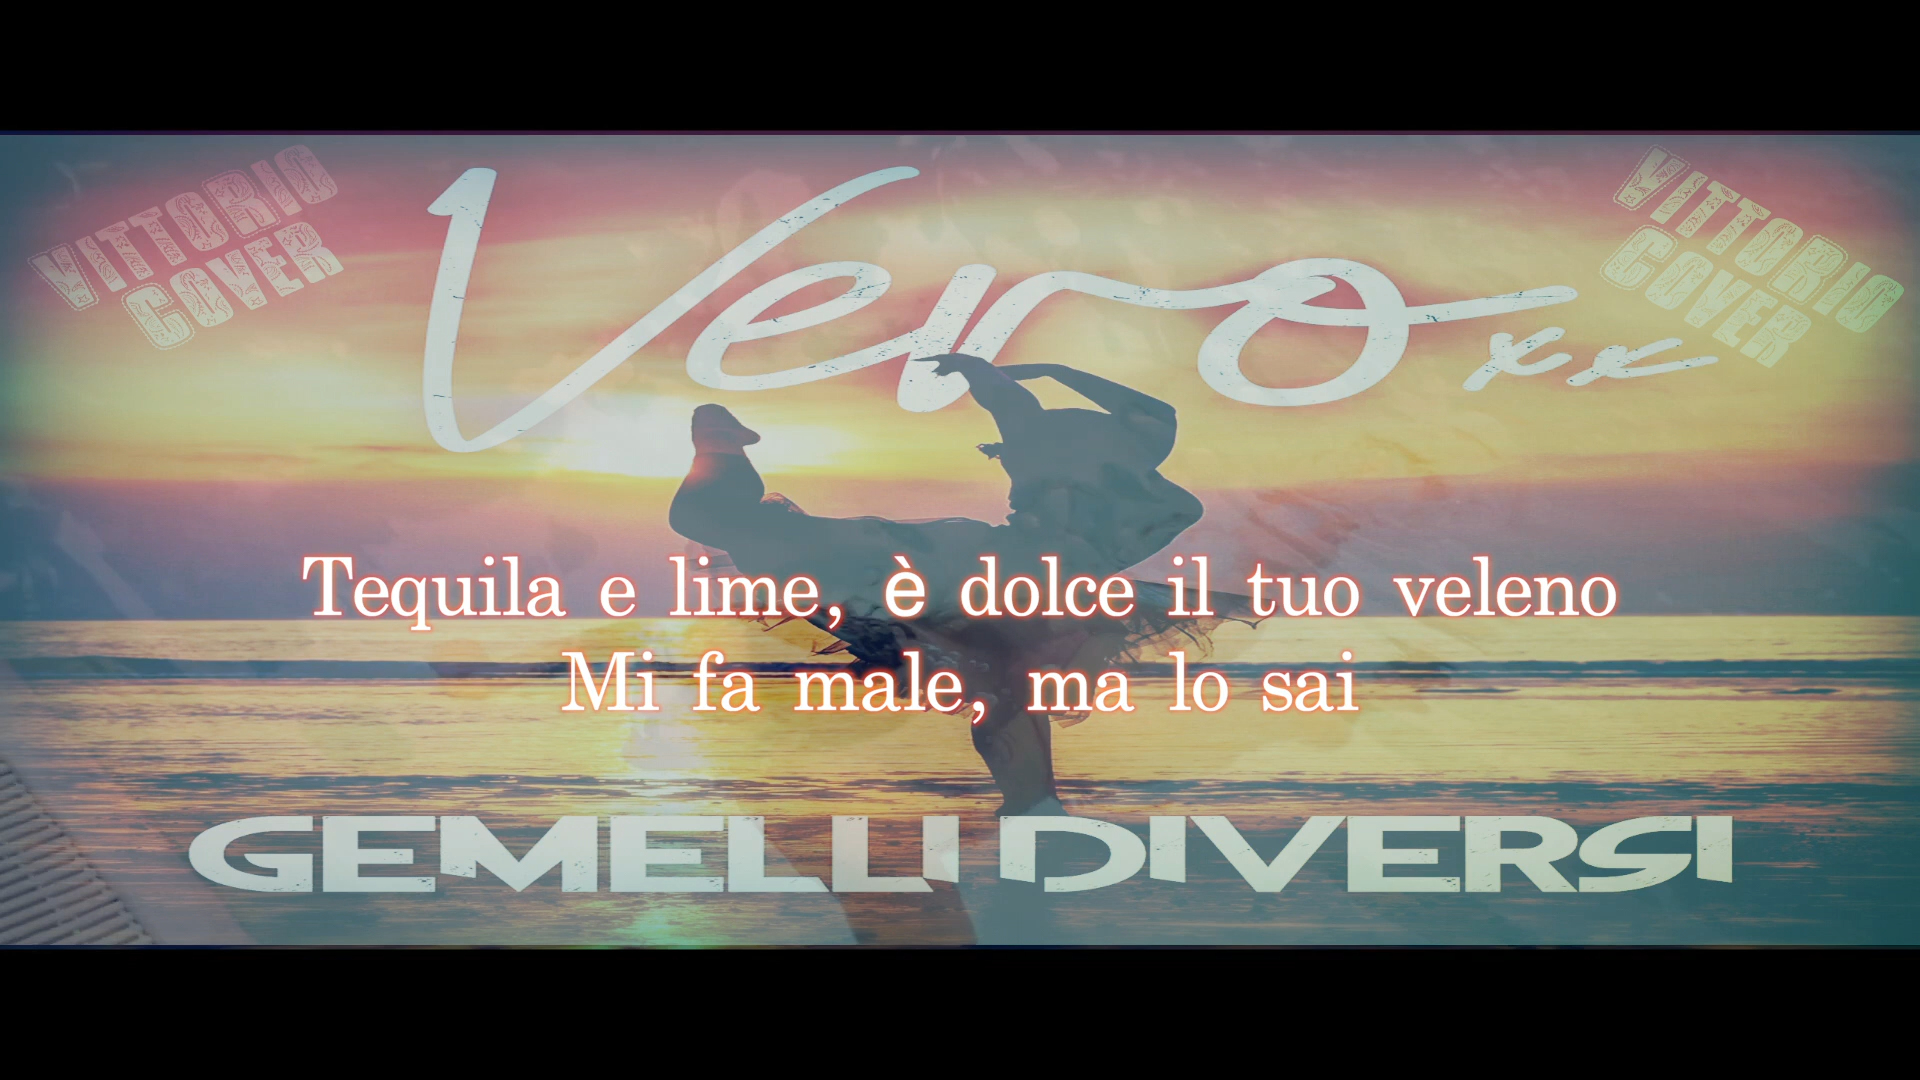 VITTORIO
COVER
Vero xx
VITTORIO
COVER
Tequila e lime, è dolce il tuo veleno
Mi fa male, ma lo sai
GEMELLI DIVERSI